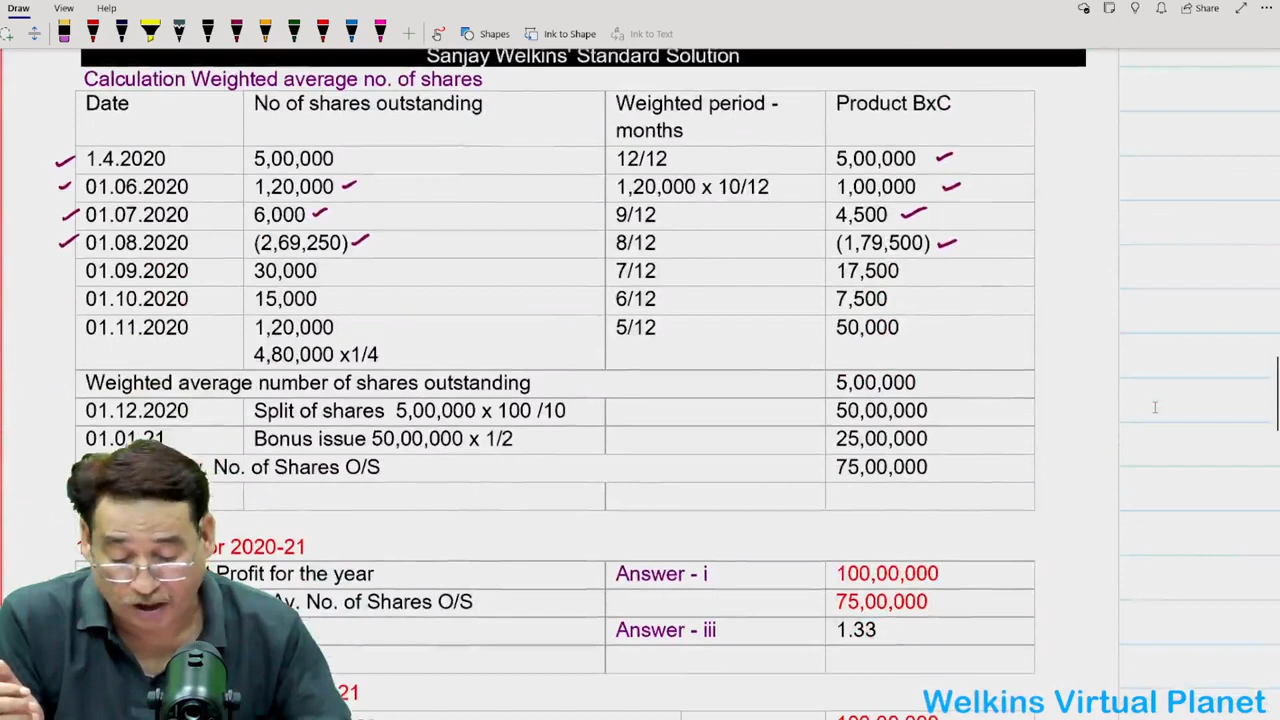 Draw View Help
Share
Shapes Ink to Shape Ink to Text
Sanjay Welkins' Standard Solution
Calculation Weighted average no. of shares
Date No of shares outstanding Weighted period - months Product BxC
1.4.2020 5,00,000 12/12 5,00,000
01.06.2020 1,20,000 1,20,000 x 10/12 1,00,000
01.07.2020 6,000 9/12 4,500
01.08.2020 (2,69,250) 8/12 (1,79,500)
01.09.2020 30,000 7/12 17,500
01.10.2020 15,000 6/12 7,500
01.11.2020 1,20,000 5/12 50,000
4,80,000 x1/4
Weighted average number of shares outstanding 5,00,000
01.12.2020 Split of shares 5,00,000 x 100 /10 50,00,000
01.01.21 Bonus issue 50,00,000 x 1/2 25,00,000
No. of Shares O/S 75,00,000
2020-21
Profit for the year Answer - i 100,00,000
Av. No. of Shares O/S 75,00,000
Answer - iii 1.33
21
Welkins Virtual Planet